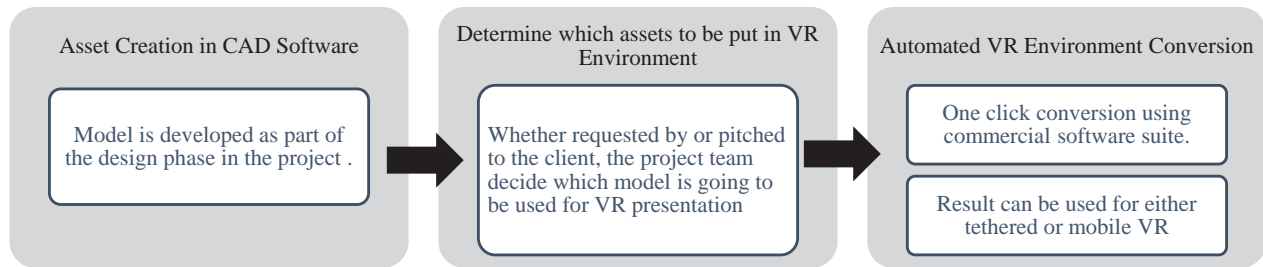 Asset Creation in CAD Software
Model is developed as part of
the design phase in the project .
Determine which assets to be put in VR
Environment
Whether requested by or pitched
to the client, the project team
decide which model is going to
be used for VR presentation
Automated VR Environment Conversion
One click conversion using
commercial software suite.
Result can be used for either
tethered or mobile VR